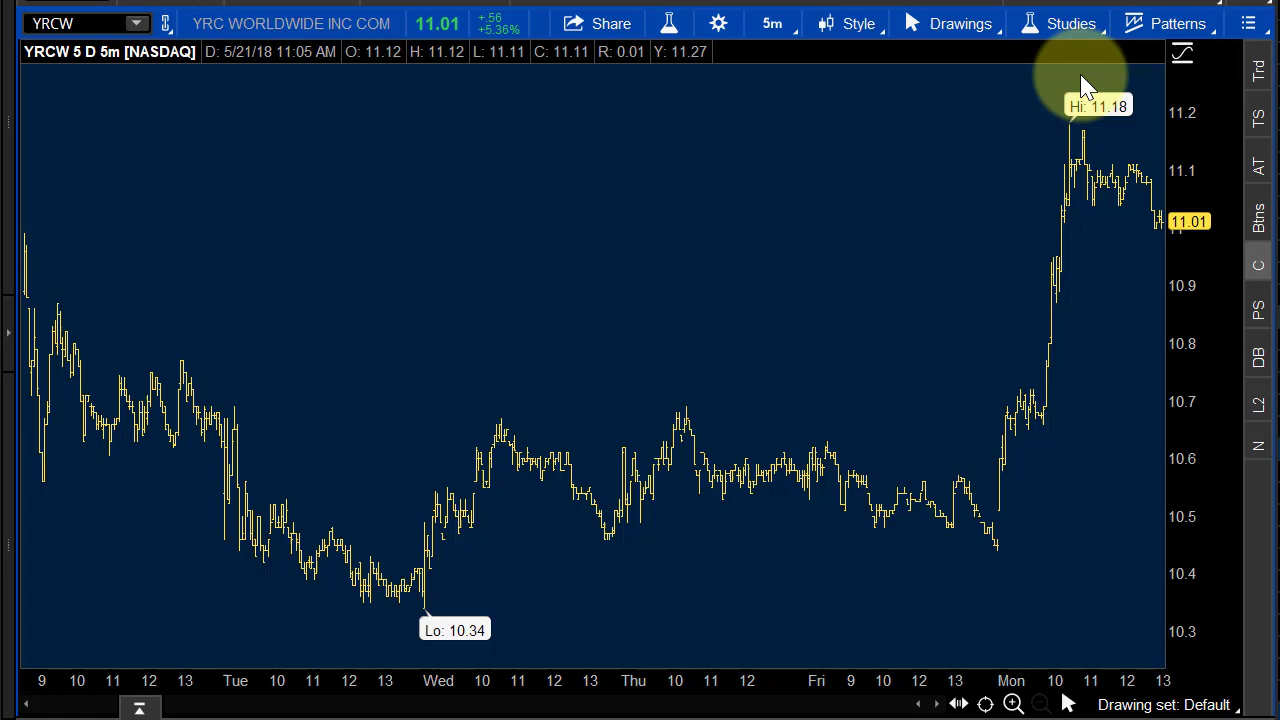 YRCW YRC WORLDWIDE INC COM 11.01 +.56 +5.36% Share 5m Style Drawings Studies Patterns
YRCW 5 D 5m [NASDAQ] D: 5/21/18 11:05 AM O: 11.12 H: 11.12 L: 11.11 C: 11.11 R: 0.01 Y: 11.27
Hi: 11.18
11.2
11.1
11.01
11
10.9
10.8
10.7
10.6
10.5
10.4
10.3
Lo: 10.34
9 10 11 12 13 Tue 10 11 12 13 Wed 10 11 12 13 Thu 10 11 12 Fri 9 10 11 12 13 Mon 10 11 12 13
Drawing set: Default
Trd
TS
AT
Btns
C
PS
DB
L2
N